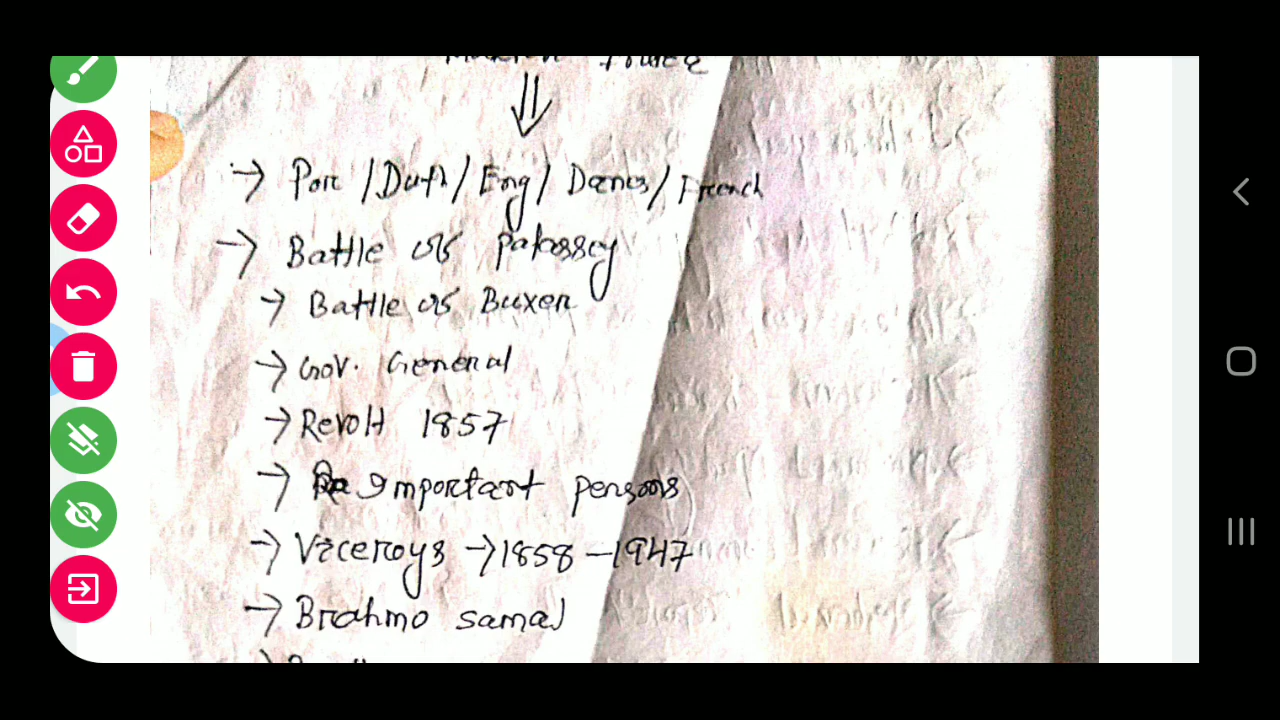 → Por /Duth/ Eng/ Danes/ French
→ Battle of Palassey
→ Battle of Buxer
→ Gov. General
→ Revolt 1857
→ Important persons
→ Viceroys → 1858 – 1947
→ Brahmo samaj